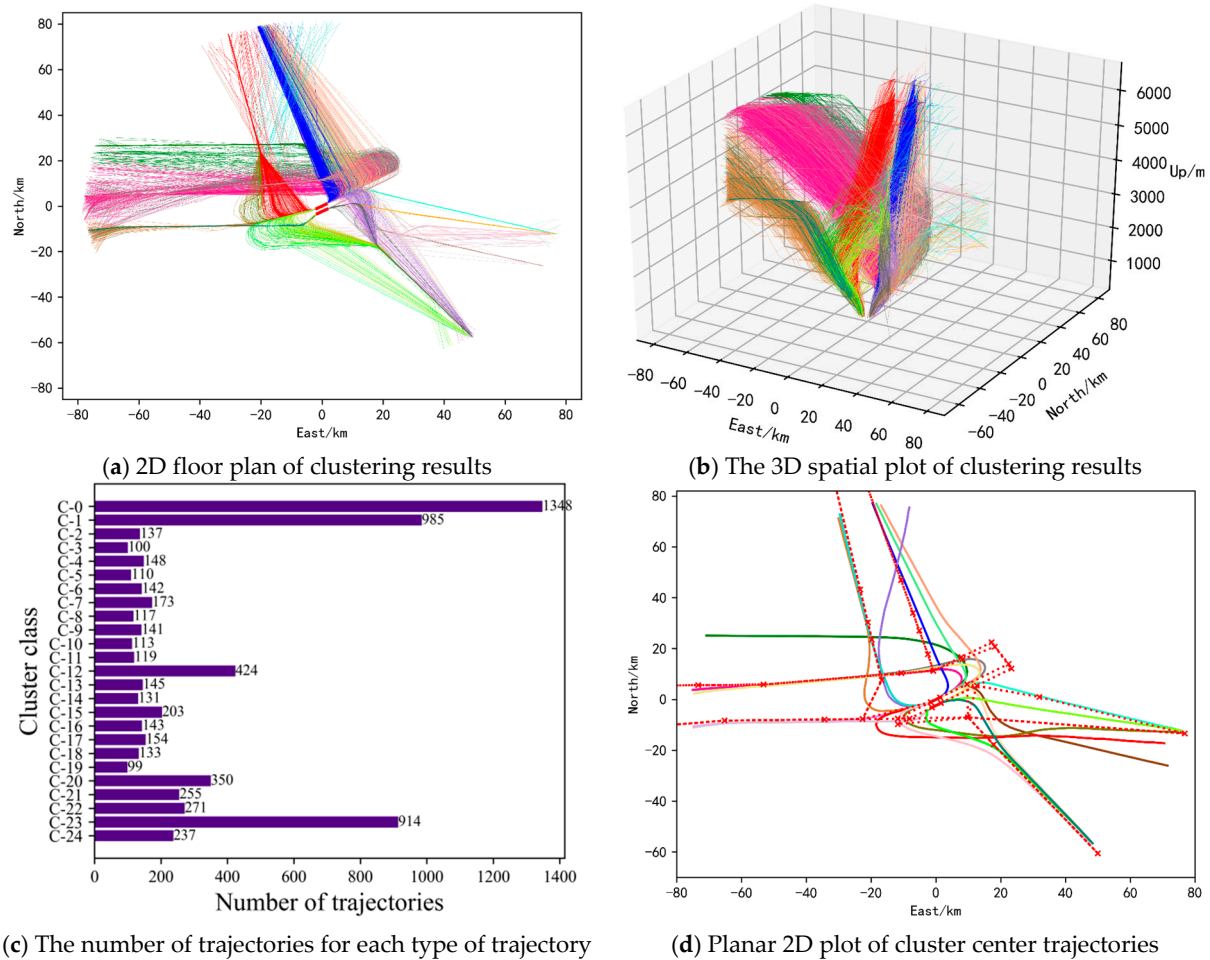 80
60
40
20
0
−20
−40
−60
−80
North/km
−80 −60 −40 −20 0 20 40 60 80
East/km
(a) 2D floor plan of clustering results
6000
5000
4000
3000
2000
1000
Up/m
−80 −60 −40 −20 0 20 40 60 80
East/km
−60 −40 −20 0 20 40 60 80
North/km
(b) The 3D spatial plot of clustering results
Cluster class
C-0 1348
C-1 985
C-2 137
C-3 100
C-4 148
C-5 110
C-6 142
C-7 173
C-8 117
C-9 141
C-10 113
C-11 119
C-12 424
C-13 145
C-14 131
C-15 203
C-16 143
C-17 154
C-18 133
C-19 99
C-20 350
C-21 255
C-22 271
C-23 914
C-24 237
0 200 400 600 800 1000 1200 1400
Number of trajectories
(c) The number of trajectories for each type of trajectory
80
60
40
20
0
−20
−40
−60
North/km
−80 −60 −40 −20 0 20 40 60 80
East/km
(d) Planar 2D plot of cluster center trajectories